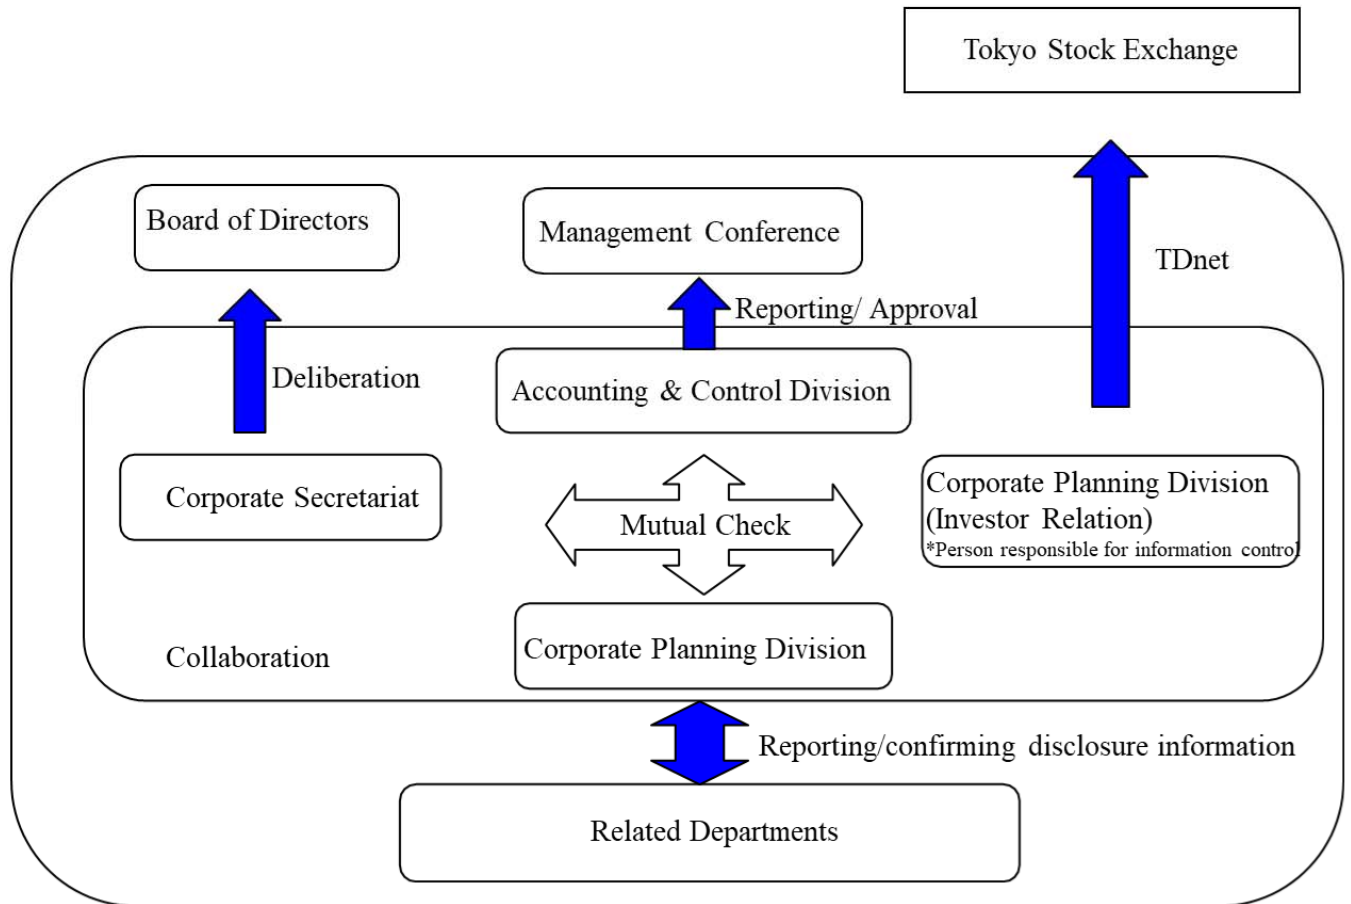 Tokyo Stock Exchange
Board of Directors
Management Conference
TDnet
Reporting/ Approval
Deliberation
Accounting & Control Division
Corporate Secretariat
Mutual Check
Corporate Planning Division
(Investor Relation)
*Person responsible for information control
Corporate Planning Division
Collaboration
Reporting/confirming disclosure information
Related Departments